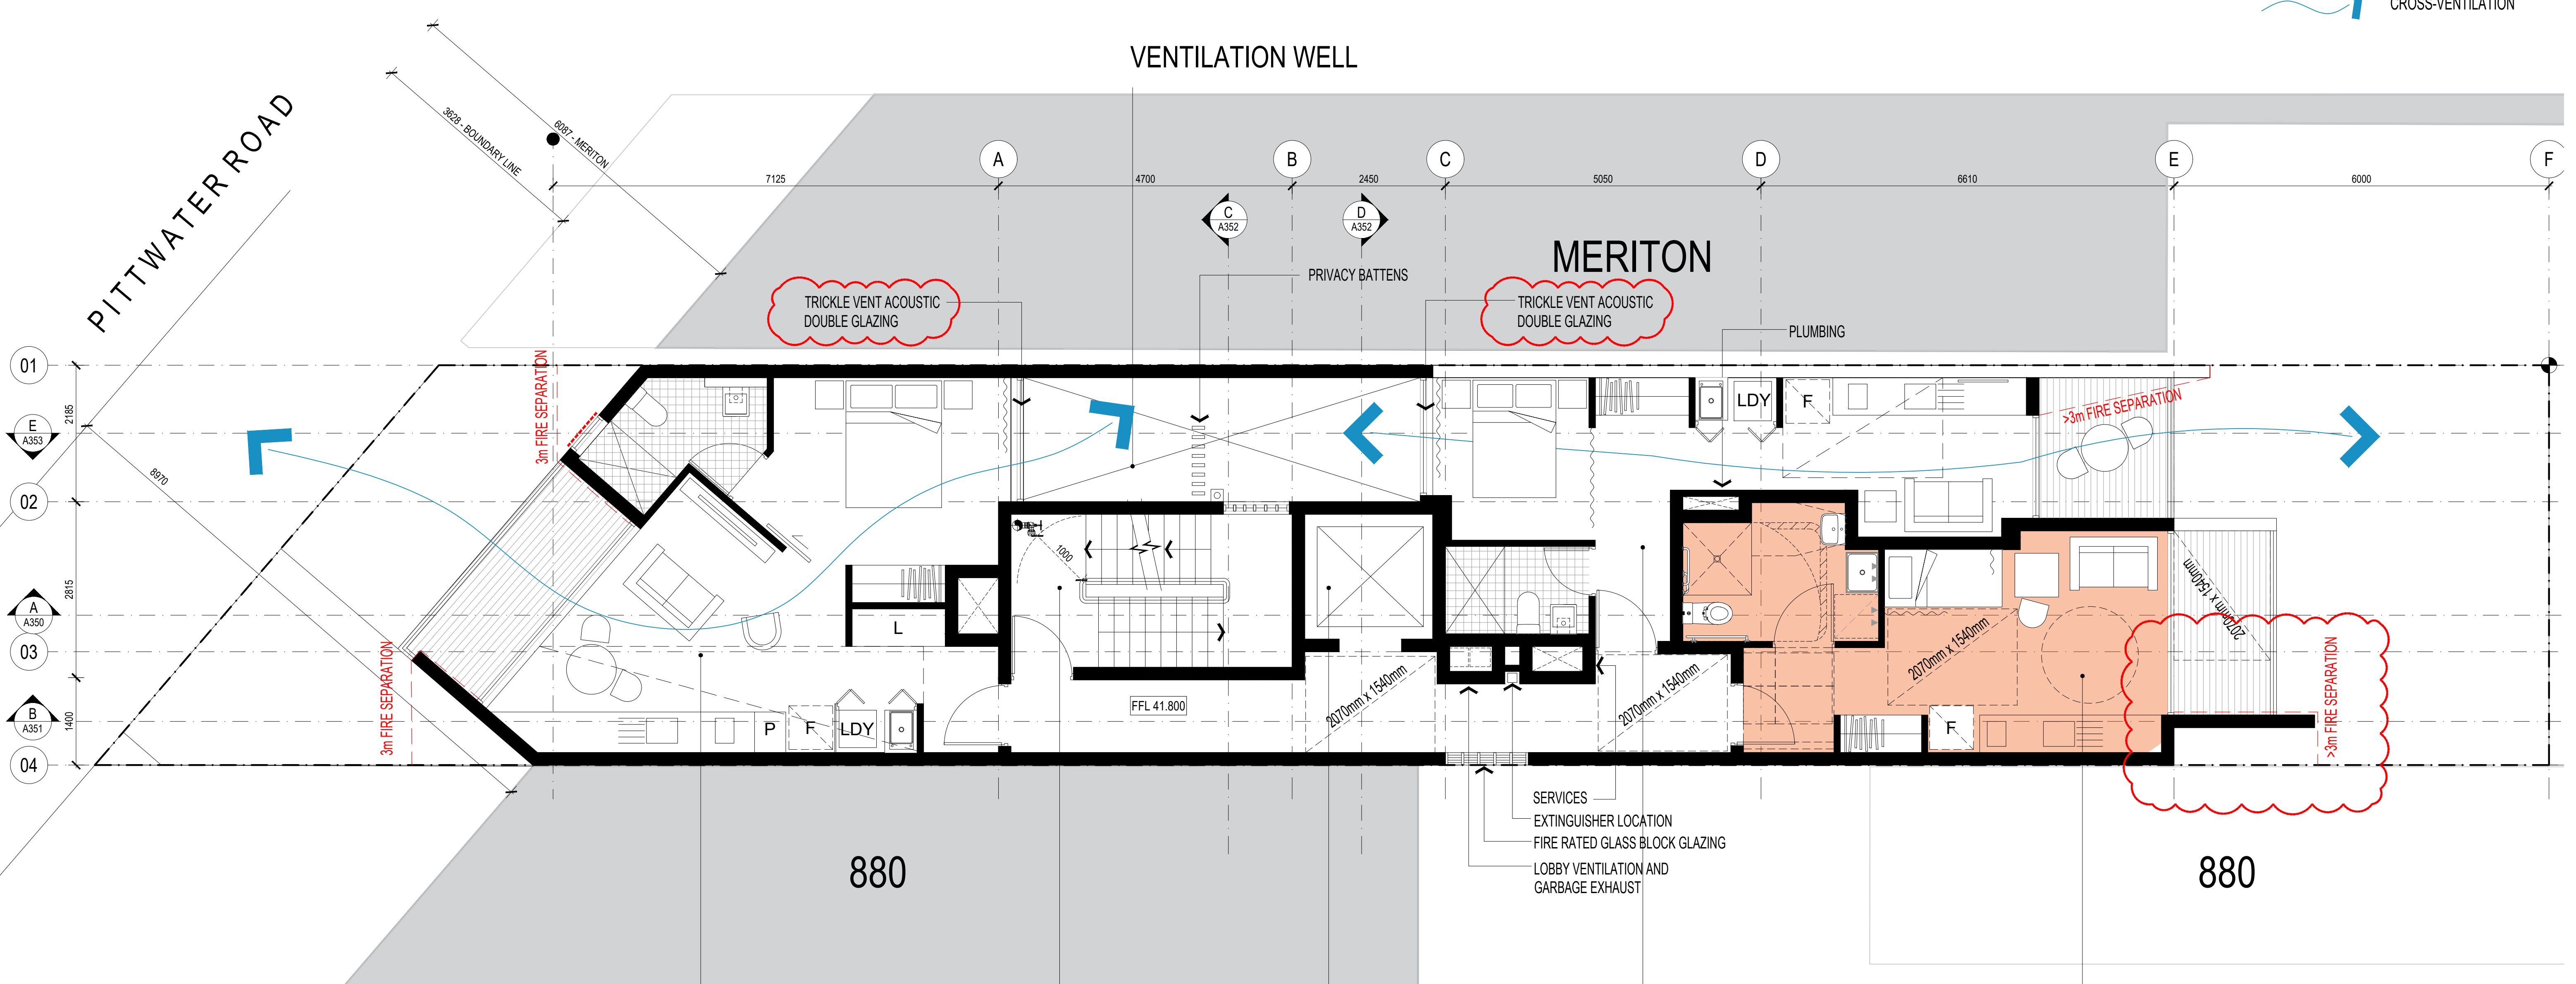 CROSS-VENTILATION
VENTILATION WELL
PITTWATER ROAD
3628 - BOUNDARY LINE
6087 - MERITON
A
B
C
D
E
F
7125
4700
2450
5050
6610
6000
C
A352
D
A352
MERITON
PRIVACY BATTENS
TRICKLE VENT ACOUSTIC
DOUBLE GLAZING
TRICKLE VENT ACOUSTIC
DOUBLE GLAZING
PLUMBING
01
E
A353
02
A
A350
03
B
A351
04
2185
2815
1400
8970
3m FIRE SEPARATION
3m FIRE SEPARATION
LDY
F
>3m FIRE SEPARATION
1000
L
P
F
LDY
FFL 41.800
2070mm x 1540mm
2070mm x 1540mm
2070mm x 1540mm
2070mm x 1540mm
F
>3m FIRE SEPARATION
SERVICES
EXTINGUISHER LOCATION
FIRE RATED GLASS BLOCK GLAZING
LOBBY VENTILATION AND
GARBAGE EXHAUST
880
880